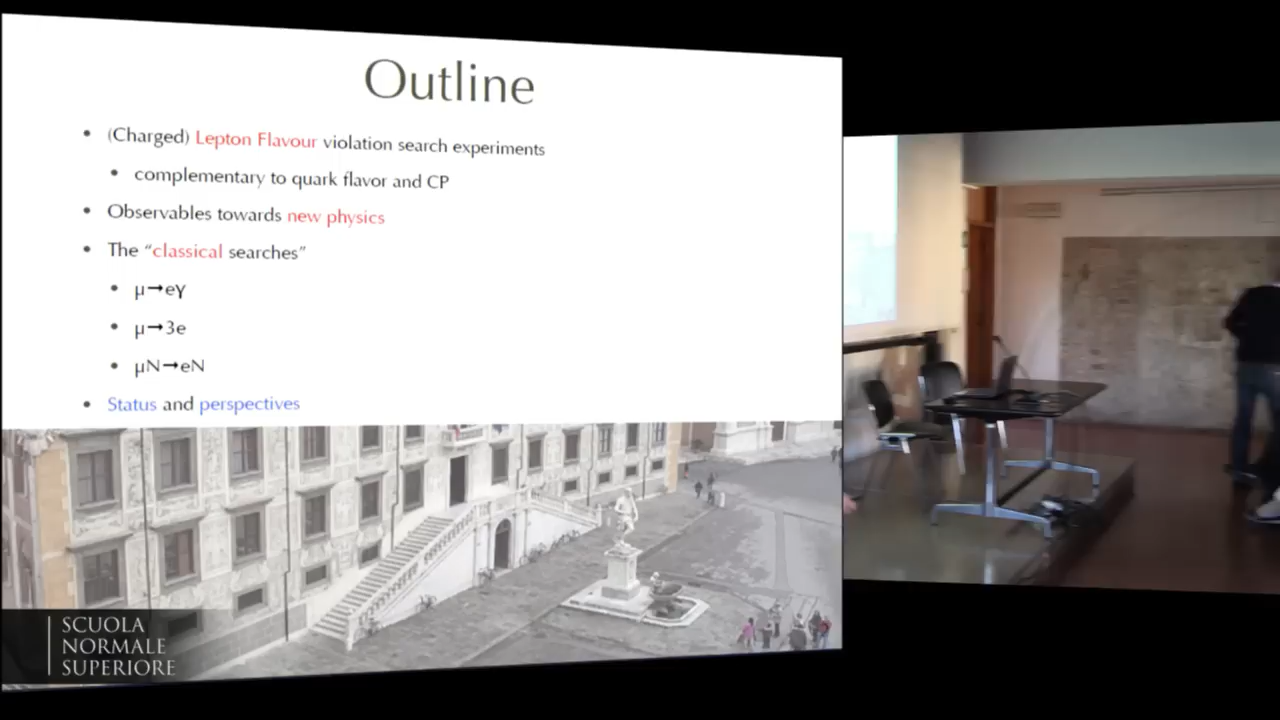 Outline
• (Charged) Lepton Flavour violation search experiments
• complementary to quark flavor and CP
• Observables towards new physics
• The “classical searches”
• μ→eγ
• μ→3e
• μN→eN
• Status and perspectives
SCUOLA
NORMALE
SUPERIORE